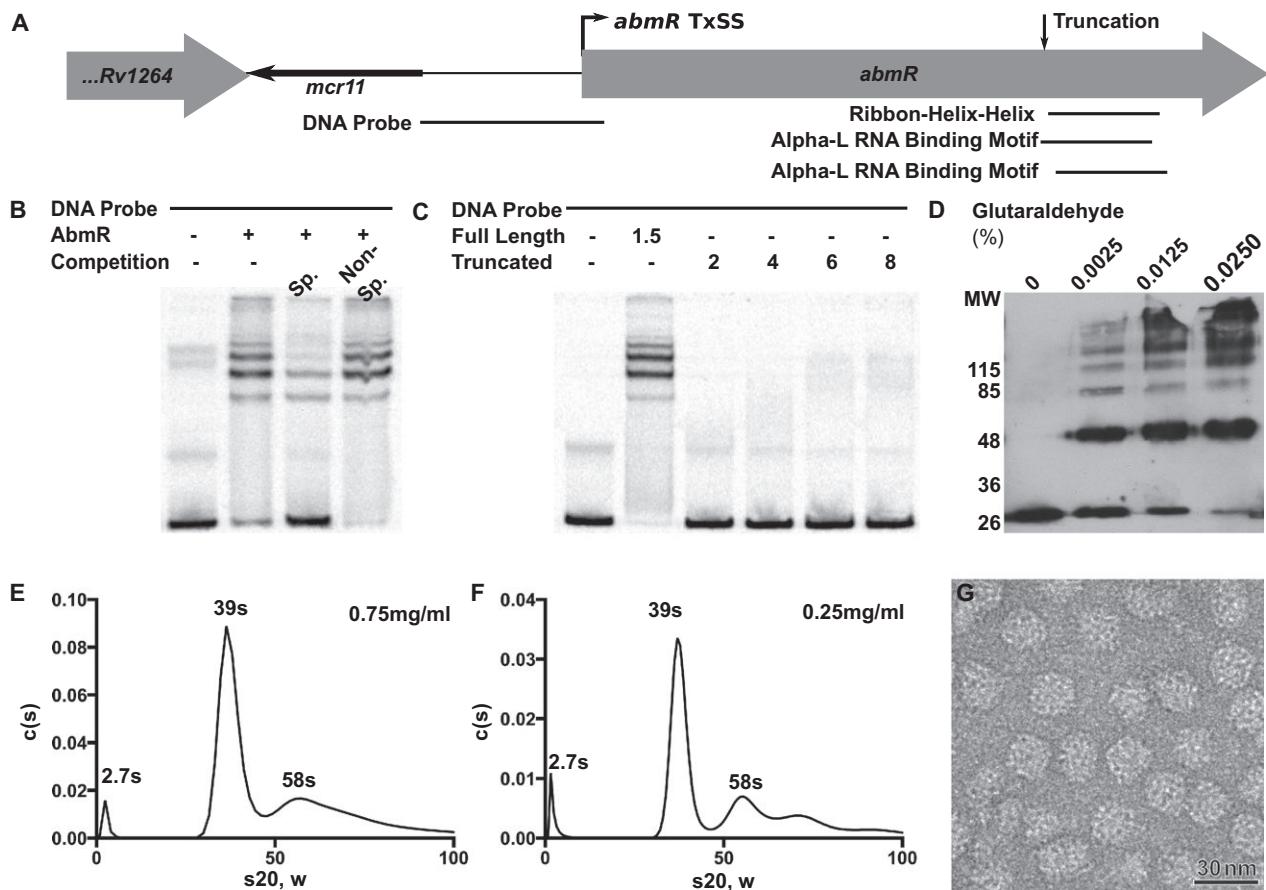 A
abmR TxSS
Truncation
...Rv1264
mcr11
abmR
DNA Probe
Ribbon-Helix-Helix
Alpha-L RNA Binding Motif
Alpha-L RNA Binding Motif
B
DNA Probe
AbmR - + + +
Competition - - Sp. Non-Sp.
C
DNA Probe
Full Length - 1.5 - - - -
Truncated - - 2 4 6 8
D
Glutaraldehyde
(%)
0 0.0025 0.0125 0.0250
MW
115
85
48
36
26
E
0.75mg/ml
39s
2.7s
58s
c(s)
0.10
0.08
0.06
0.04
0.02
0.00
0 50 100
s20, w
F
0.25mg/ml
39s
2.7s
58s
c(s)
0.04
0.03
0.02
0.01
0.00
0 50 100
s20, w
G
30 nm